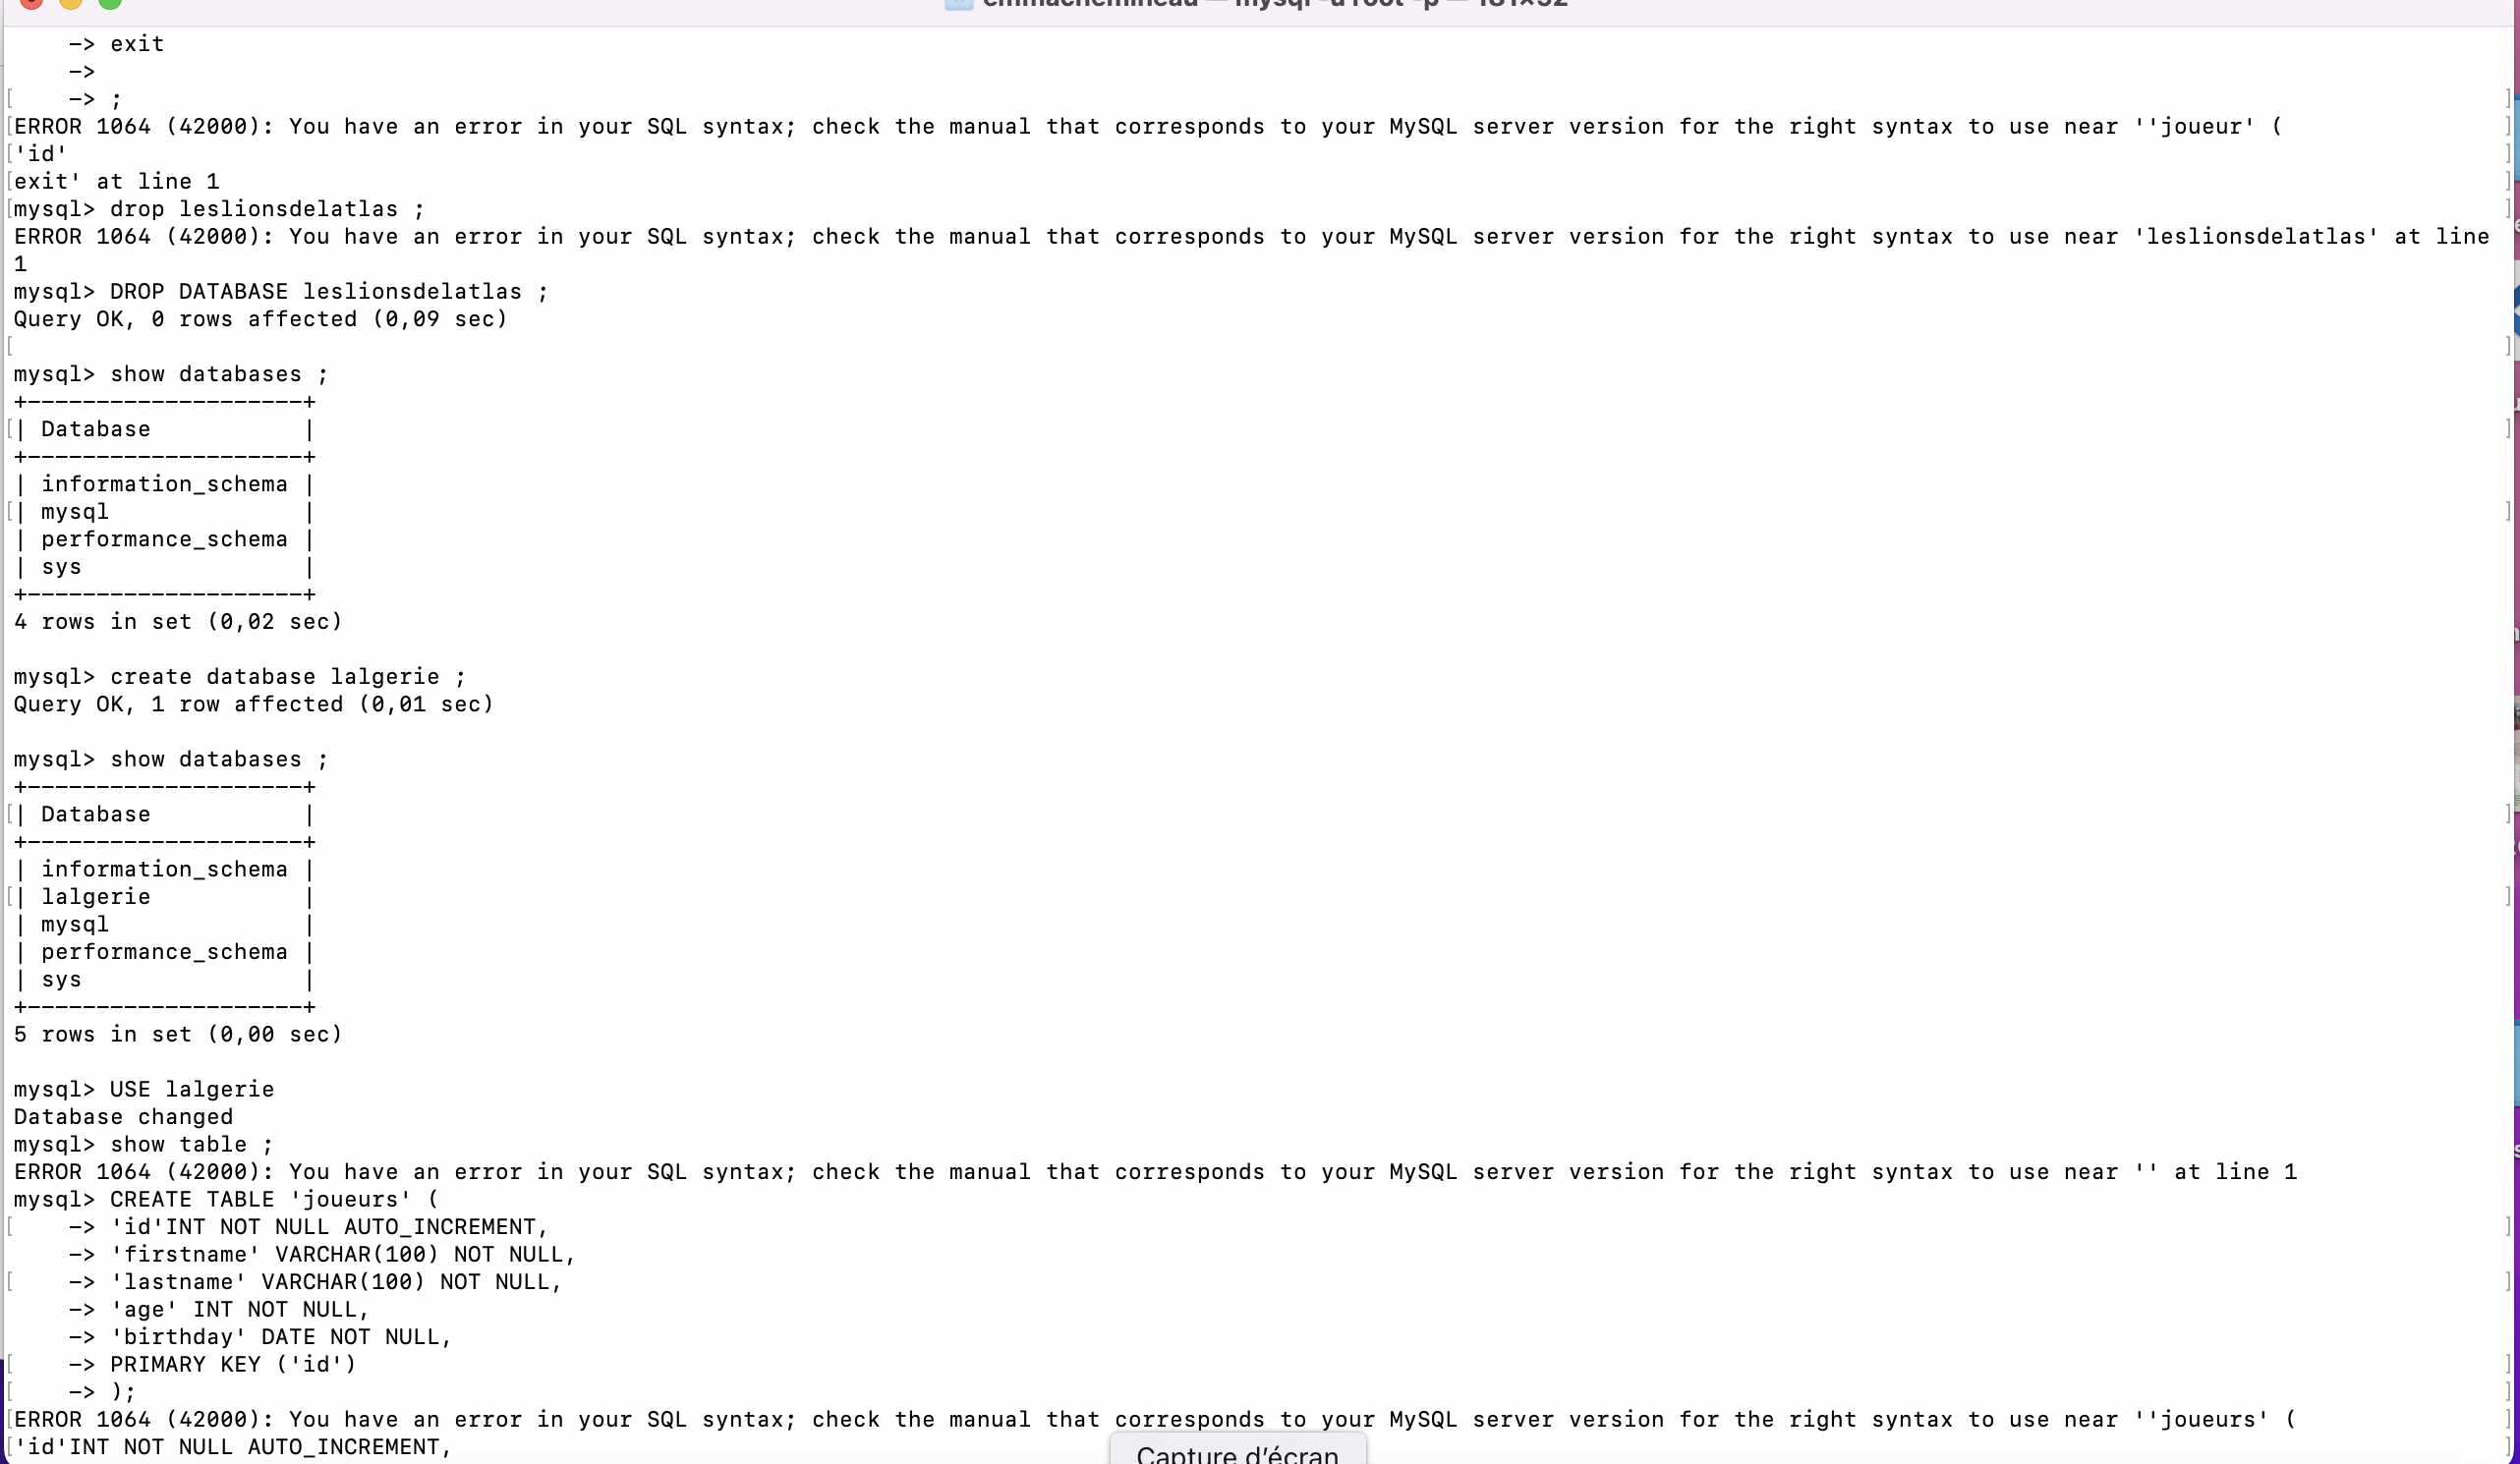 emmachemineau — mysql -u root -p — 181×52
-> exit
->
-> ;
ERROR 1064 (42000): You have an error in your SQL syntax; check the manual that corresponds to your MySQL server version for the right syntax to use near ''joueur' (
'id'
exit' at line 1
mysql> drop leslionsdelatlas ;
ERROR 1064 (42000): You have an error in your SQL syntax; check the manual that corresponds to your MySQL server version for the right syntax to use near 'leslionsdelatlas' at line
1
mysql> DROP DATABASE leslionsdelatlas ;
Query OK, 0 rows affected (0,09 sec)
mysql> show databases ;
+--------------------+
| Database           |
+--------------------+
| information_schema |
| mysql              |
| performance_schema |
| sys                |
+--------------------+
4 rows in set (0,02 sec)
mysql> create database lalgerie ;
Query OK, 1 row affected (0,01 sec)
mysql> show databases ;
+--------------------+
| Database           |
+--------------------+
| information_schema |
| lalgerie           |
| mysql              |
| performance_schema |
| sys                |
+--------------------+
5 rows in set (0,00 sec)
mysql> USE lalgerie
Database changed
mysql> show table ;
ERROR 1064 (42000): You have an error in your SQL syntax; check the manual that corresponds to your MySQL server version for the right syntax to use near '' at line 1
mysql> CREATE TABLE 'joueurs' (
-> 'id'INT NOT NULL AUTO_INCREMENT,
-> 'firstname' VARCHAR(100) NOT NULL,
-> 'lastname' VARCHAR(100) NOT NULL,
-> 'age' INT NOT NULL,
-> 'birthday' DATE NOT NULL,
-> PRIMARY KEY ('id')
-> );
ERROR 1064 (42000): You have an error in your SQL syntax; check the manual that corresponds to your MySQL server version for the right syntax to use near ''joueurs' (
'id'INT NOT NULL AUTO_INCREMENT,
Capture d'écran